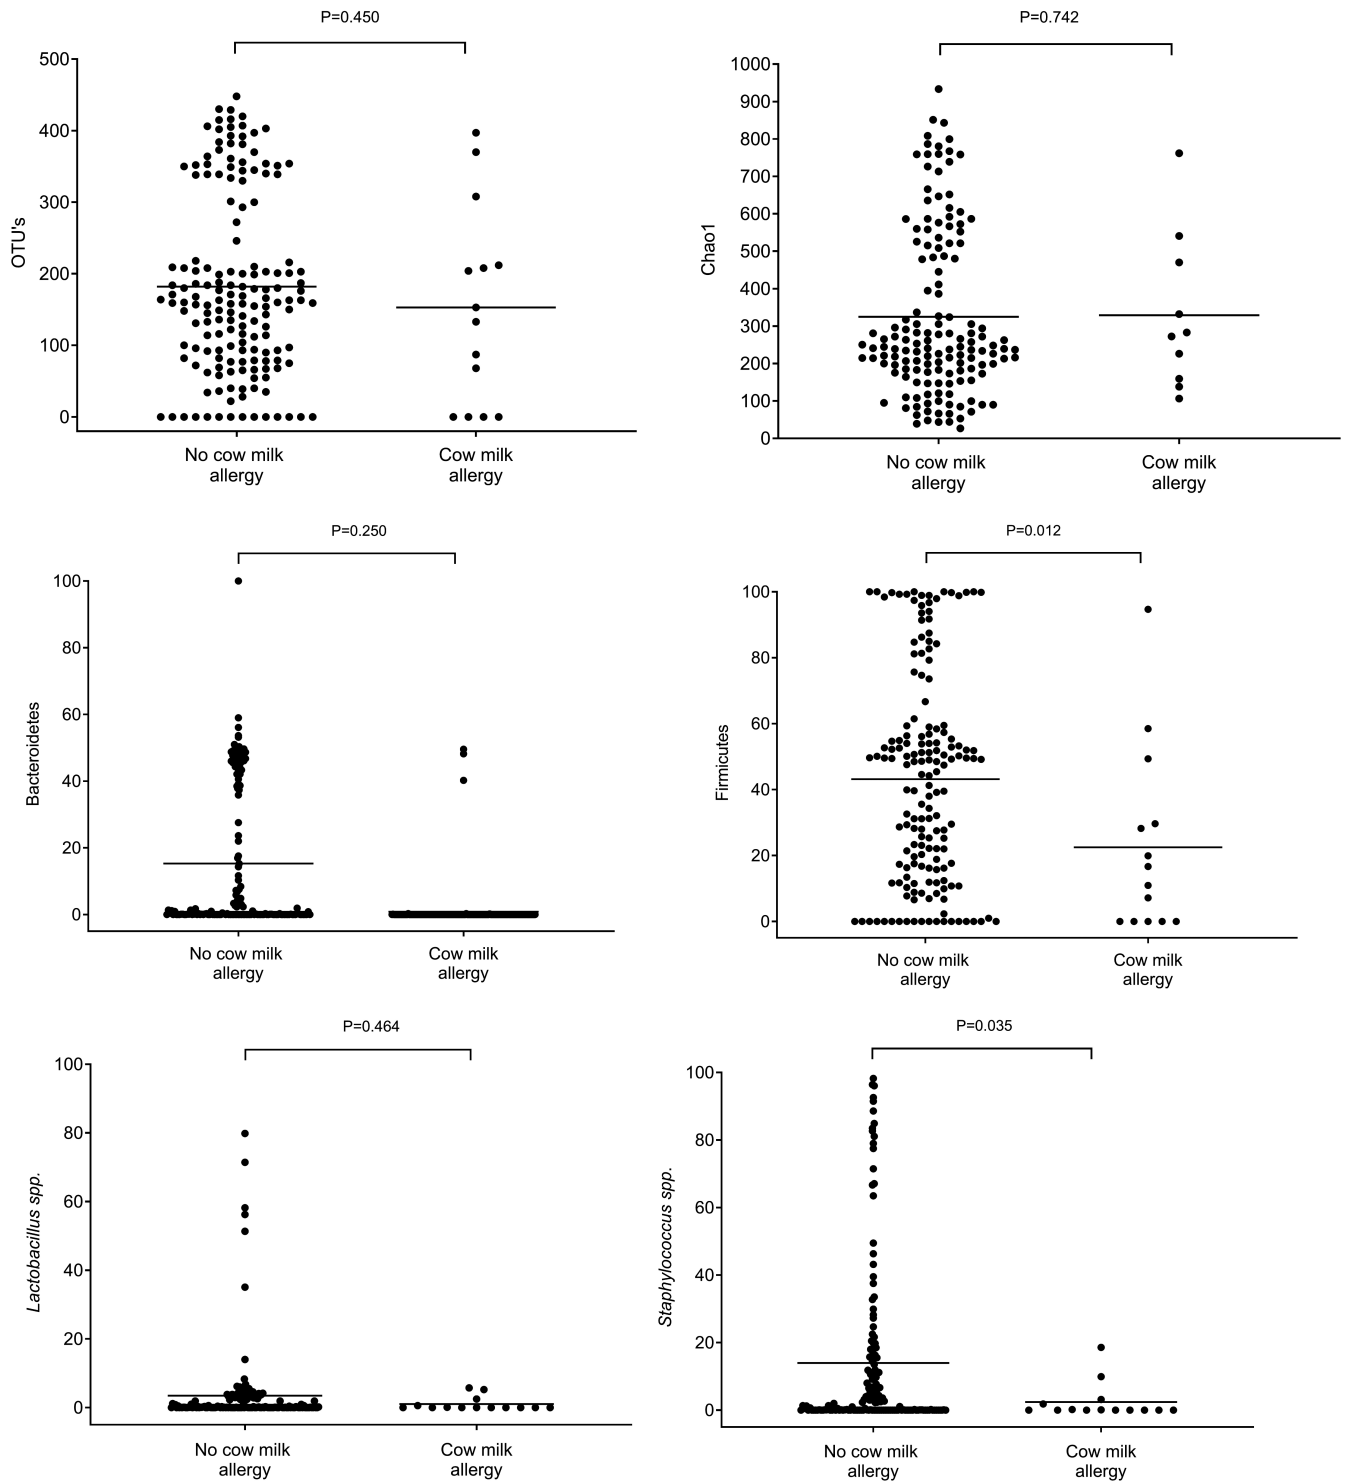 P=0.450
500
400
300
200
100
0
OTU's
No cow milk
allergy
Cow milk
allergy
P=0.742
1000
900
800
700
600
500
400
300
200
100
0
Chao1
No cow milk
allergy
Cow milk
allergy
P=0.250
100
80
60
40
20
0
Bacteroidetes
No cow milk
allergy
Cow milk
allergy
P=0.012
100
80
60
40
20
0
Firmicutes
No cow milk
allergy
Cow milk
allergy
P=0.464
100
80
60
40
20
0
Lactobacillus spp.
No cow milk
allergy
Cow milk
allergy
P=0.035
100
80
60
40
20
0
Staphylococcus spp.
No cow milk
allergy
Cow milk
allergy